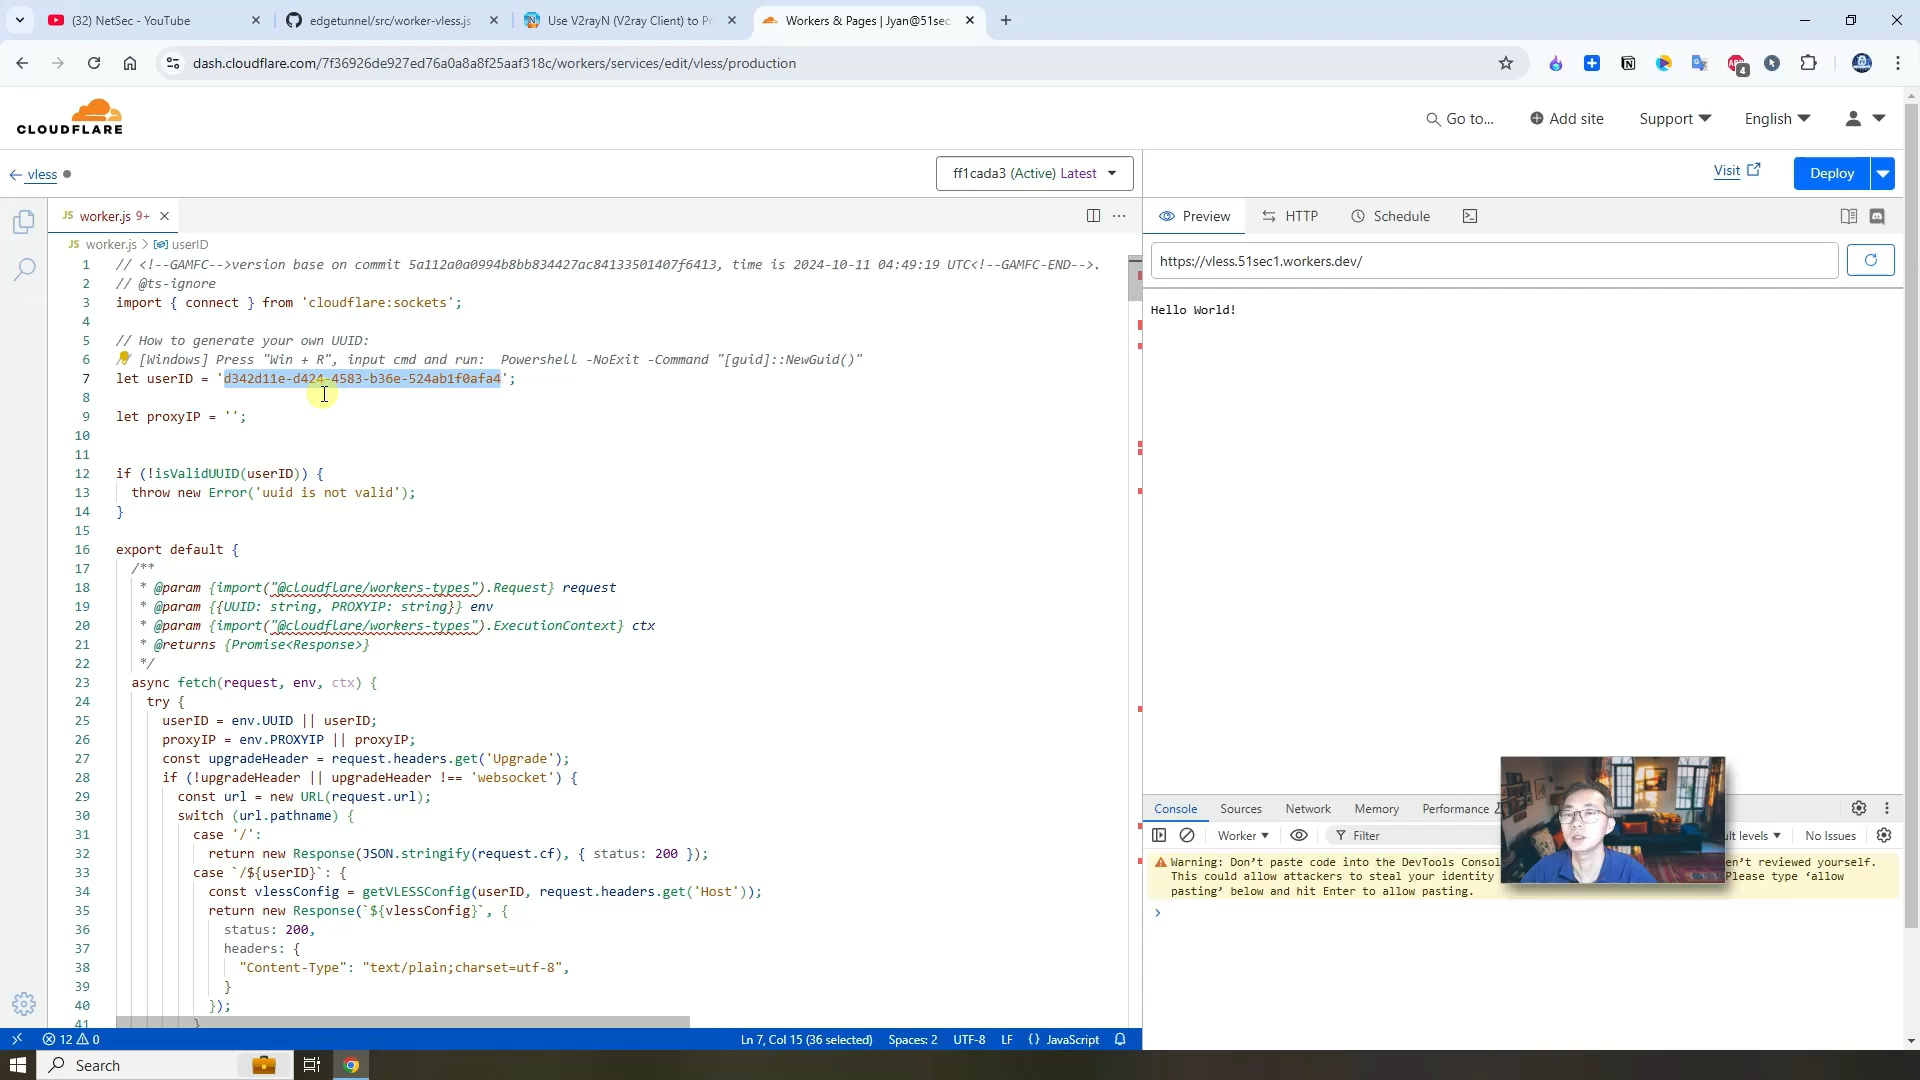 (32) NetSec - YouTube
edgetunnel/src/worker-vless.js
Use V2rayN (V2ray Client) to Pr
Workers & Pages | Jyan@51sec
dash.cloudflare.com/7f36926de927ed76a0a8a8f25aaf318c/workers/services/edit/vless/production
4
CLOUDFLARE
Go to...
Add site
Support
English
vless
ff1cada3 (Active) Latest
Visit
Deploy
JS worker.js 9+
Preview
HTTP
Schedule
JS worker.js > userID
https://vless.51sec1.workers.dev/
Hello World!
1 // <!--GAMFC-->version base on commit 5a112a0a0994b8bb834427ac84133501407f6413, time is 2024-10-11 04:49:19 UTC<!--GAMFC-END-->.
2 // @ts-ignore
3 import { connect } from 'cloudflare:sockets';
4
5 // How to generate your own UUID:
6 // [Windows] Press "Win + R", input cmd and run:  Powershell -NoExit -Command "[guid]::NewGuid()"
7 let userID = 'd342d11e-d424-4583-b36e-524ab1f0afa4';
8
9 let proxyIP = '';
10
11
12 if (!isValidUUID(userID)) {
13 throw new Error('uuid is not valid');
14 }
15
16 export default {
17 /**
18 * @param {import("@cloudflare/workers-types").Request} request
19 * @param {{UUID: string, PROXYIP: string}} env
20 * @param {import("@cloudflare/workers-types").ExecutionContext} ctx
21 * @returns {Promise<Response>}
22 */
23 async fetch(request, env, ctx) {
24 try {
25 userID = env.UUID || userID;
26 proxyIP = env.PROXYIP || proxyIP;
27 const upgradeHeader = request.headers.get('Upgrade');
28 if (!upgradeHeader || upgradeHeader !== 'websocket') {
29 const url = new URL(request.url);
30 switch (url.pathname) {
31 case '/':
32 return new Response(JSON.stringify(request.cf), { status: 200 });
33 case `/${userID}`: {
34 const vlessConfig = getVLESSConfig(userID, request.headers.get('Host'));
35 return new Response(`${vlessConfig}`, {
36 status: 200,
37 headers: {
38 "Content-Type": "text/plain;charset=utf-8",
39 }
40 });
41 }
Console
Sources
Network
Memory
Performance
Worker
Filter
ult levels
No Issues
Warning: Don't paste code into the DevTools Consol en't reviewed yourself.
This could allow attackers to steal your identity Please type 'allow
pasting' below and hit Enter to allow pasting.
12 0
Ln 7, Col 15 (36 selected)
Spaces: 2
UTF-8
LF
{ } JavaScript
Search